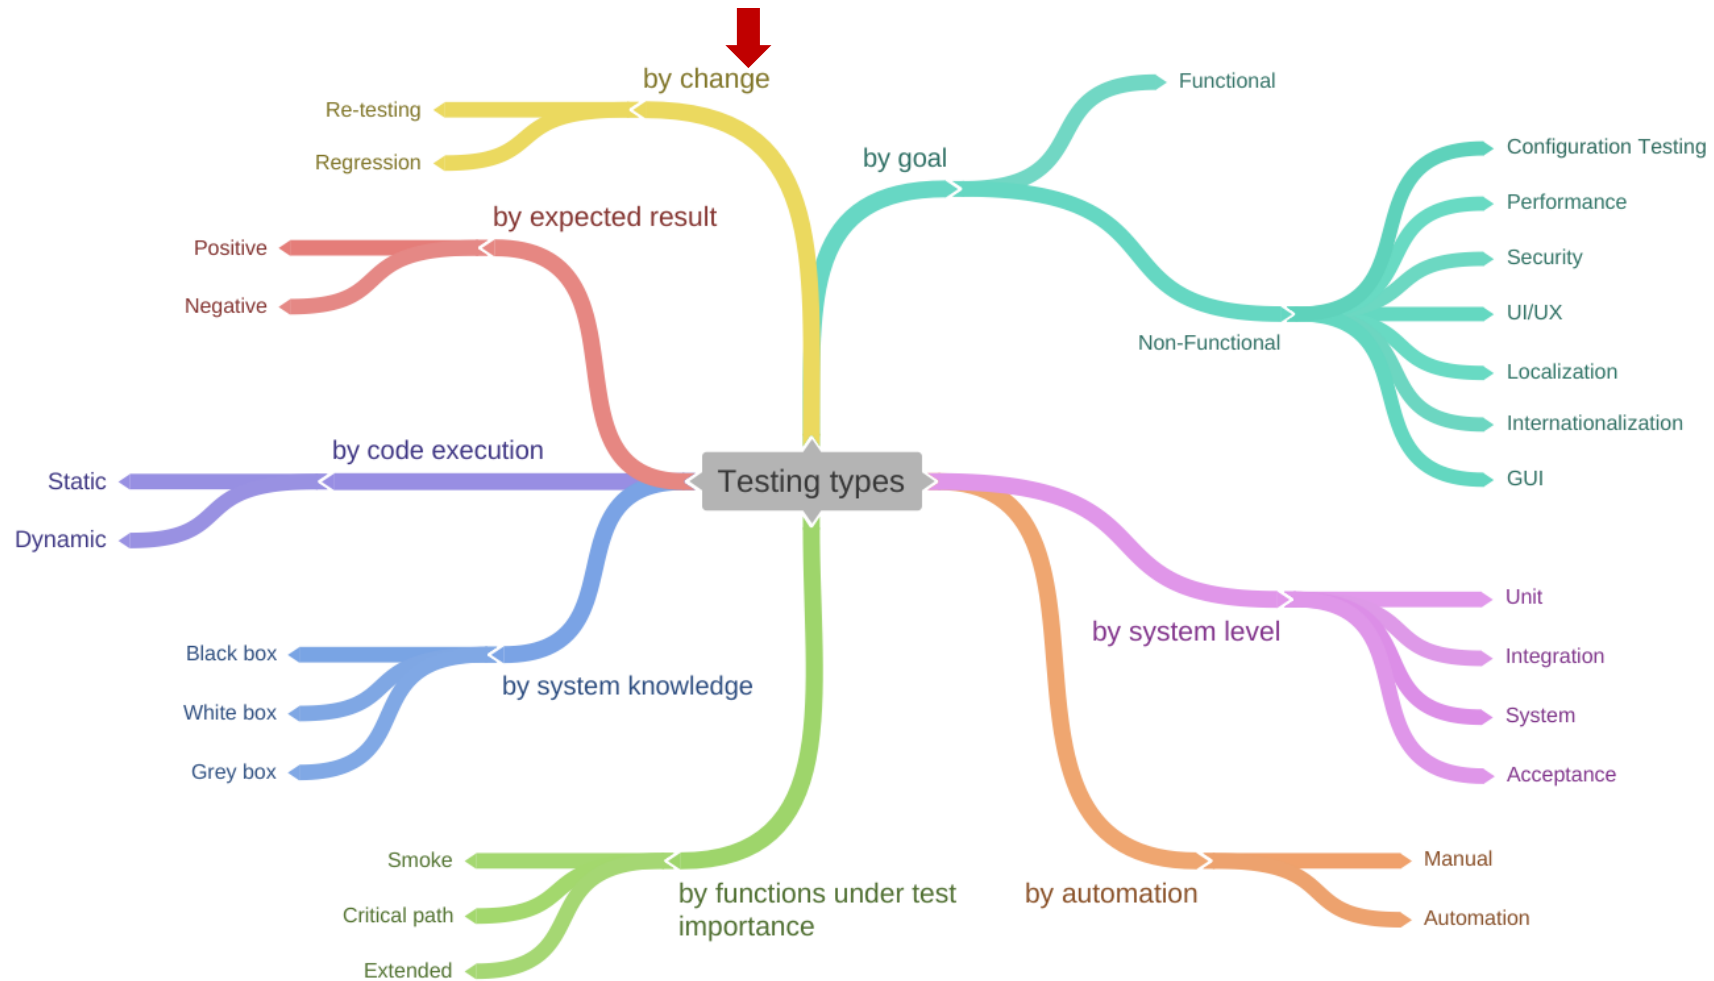 by change
Re-testing
Regression
by expected result
Positive
Negative
by code execution
Static
Dynamic
by system knowledge
Black box
White box
Grey box
by functions under test
importance
Smoke
Critical path
Extended
Testing types
by goal
Functional
Non-Functional
Configuration Testing
Performance
Security
UI/UX
Localization
Internationalization
GUI
by system level
Unit
Integration
System
Acceptance
by automation
Manual
Automation